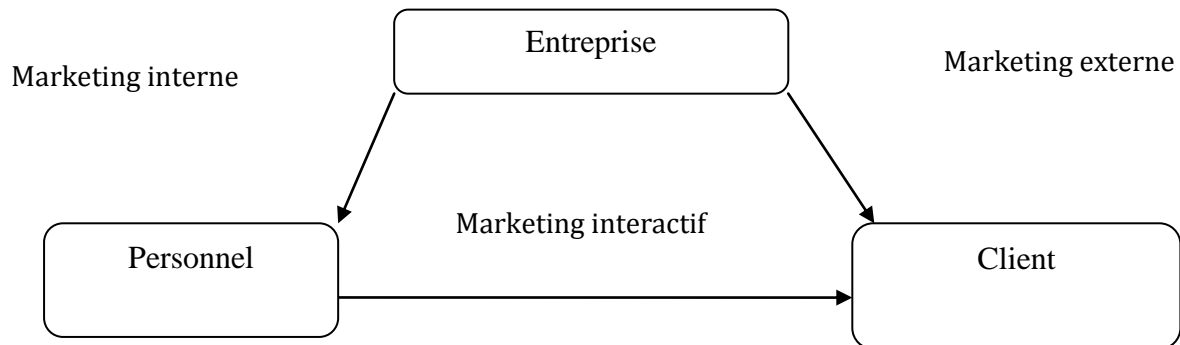 Entreprise
Marketing interne
Marketing externe
Marketing interactif
Personnel
Client